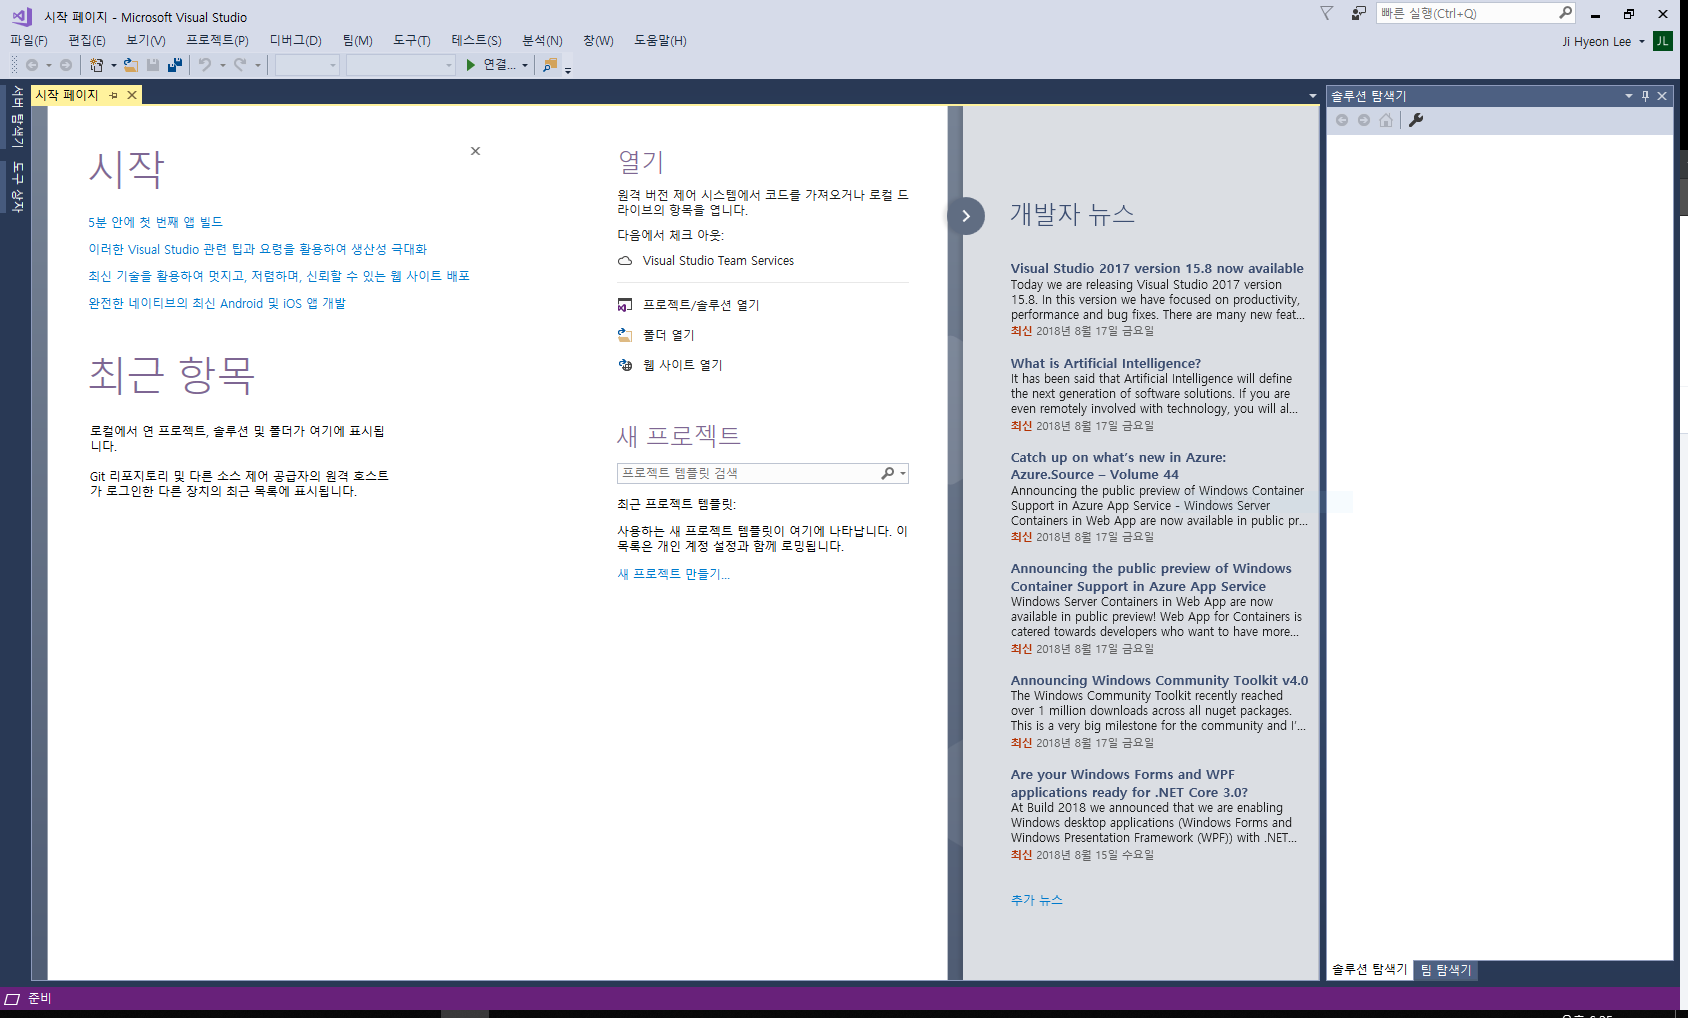 시작 페이지 - Microsoft Visual Studio
빠른 실행(Ctrl+Q)
파일(F) 편집(E) 보기(V) 프로젝트(P) 디버그(D) 팀(M) 도구(T) 테스트(S) 분석(N) 창(W) 도움말(H)
Ji Hyeon Lee
JL
연결...
서버 탐색기
도구 상자
시작 페이지
시작
5분 안에 첫 번째 앱 빌드
이러한 Visual Studio 관련 팁과 요령을 활용하여 생산성 극대화
최신 기술을 활용하여 멋지고, 저렴하며, 신뢰할 수 있는 웹 사이트 배포
완전한 네이티브의 최신 Android 및 iOS 앱 개발
최근 항목
로컬에서 연 프로젝트, 솔루션 및 폴더가 여기에 표시됩
니다.
Git 리포지토리 및 다른 소스 제어 공급자의 원격 호스트
가 로그인한 다른 장치의 최근 목록에 표시됩니다.
열기
원격 버전 제어 시스템에서 코드를 가져오거나 로컬 드
라이브의 항목을 엽니다.
다음에서 체크 아웃:
Visual Studio Team Services
프로젝트/솔루션 열기
폴더 열기
웹 사이트 열기
새 프로젝트
프로젝트 템플릿 검색
최근 프로젝트 템플릿:
사용하는 새 프로젝트 템플릿이 여기에 나타납니다. 이
목록은 개인 계정 설정과 함께 로밍됩니다.
새 프로젝트 만들기...
개발자 뉴스
Visual Studio 2017 version 15.8 now available
Today we are releasing Visual Studio 2017 version
15.8. In this version we have focused on productivity,
performance and bug fixes. There are many new feat...
최신 2018년 8월 17일 금요일
What is Artificial Intelligence?
It has been said that Artificial Intelligence will define
the next generation of software solutions. If you are
even remotely involved with technology, you will al...
최신 2018년 8월 17일 금요일
Catch up on what's new in Azure:
Azure.Source – Volume 44
Announcing the public preview of Windows Container
Support in Azure App Service - Windows Server
Containers in Web App are now available in public pr...
최신 2018년 8월 17일 금요일
Announcing the public preview of Windows
Container Support in Azure App Service
Windows Server Containers in Web App are now
available in public preview! Web App for Containers is
catered towards developers who want to have more...
최신 2018년 8월 17일 금요일
Announcing Windows Community Toolkit v4.0
The Windows Community Toolkit recently reached
over 1 million downloads across all nuget packages.
This is a very big milestone for the community and I'...
최신 2018년 8월 17일 금요일
Are your Windows Forms and WPF
applications ready for .NET Core 3.0?
At Build 2018 we announced that we are enabling
Windows desktop applications (Windows Forms and
Windows Presentation Framework (WPF)) with .NET...
최신 2018년 8월 15일 수요일
추가 뉴스
솔루션 탐색기
솔루션 탐색기 팀 탐색기
준비